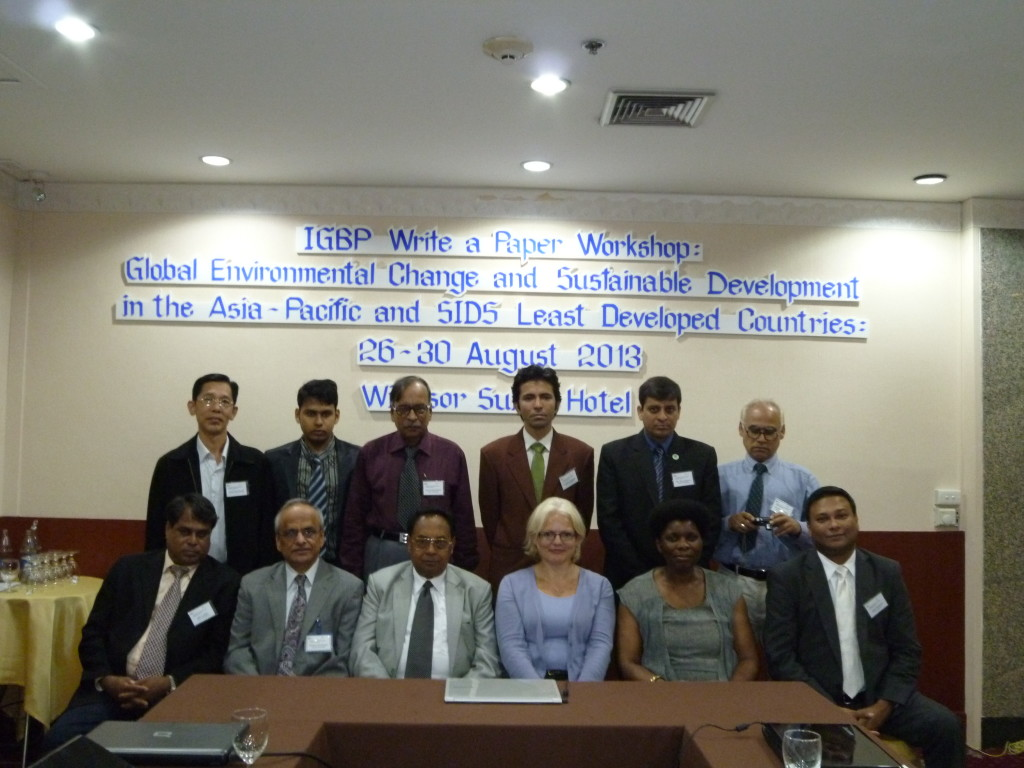 IGBP Write a Paper Workshop:
Global Environmental Change and Sustainable Development
in the Asia-Pacific and SIDS Least Developed Countries:
26-30 August 2013
Hotel